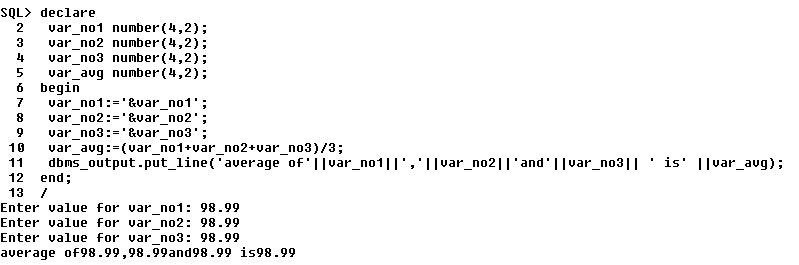 SQL> declare
2 var_no1 number(4,2);
3 var_no2 number(4,2);
4 var_no3 number(4,2);
5 var_avg number(4,2);
6 begin
7 var_no1:='&var_no1';
8 var_no2:='&var_no2';
9 var_no3:='&var_no3';
10 var_avg:=(var_no1+var_no2+var_no3)/3;
11 dbms_output.put_line('average of'||var_no1||','||var_no2||'and'||var_no3|| ' is' ||var_avg);
12 end;
13 /
Enter value for var_no1: 98.99
Enter value for var_no2: 98.99
Enter value for var_no3: 98.99
average of98.99,98.99and98.99 is98.99